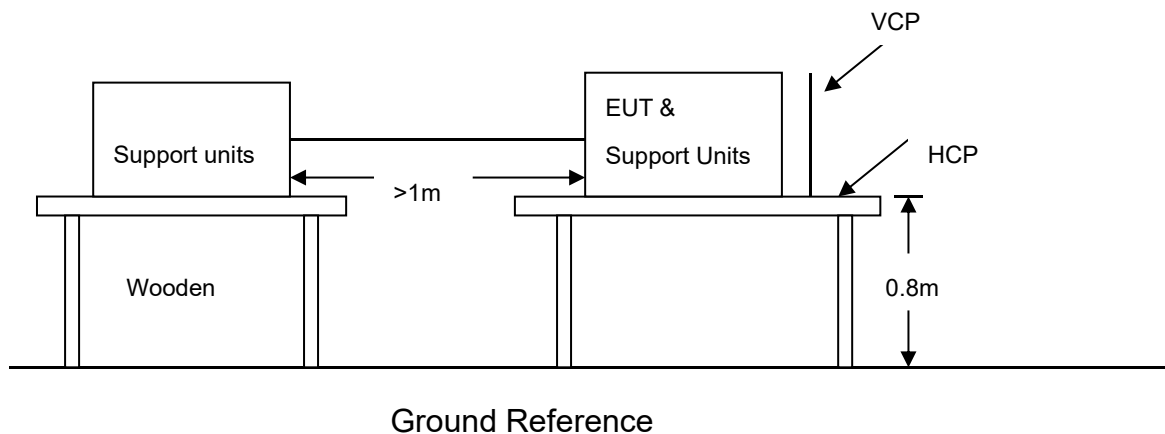 VCP
EUT &
Support Units
Support units
HCP
>1m
Wooden
0.8m
Ground Reference